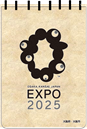 OSAKA, KANSAI, JAPAN
EXPO
2025